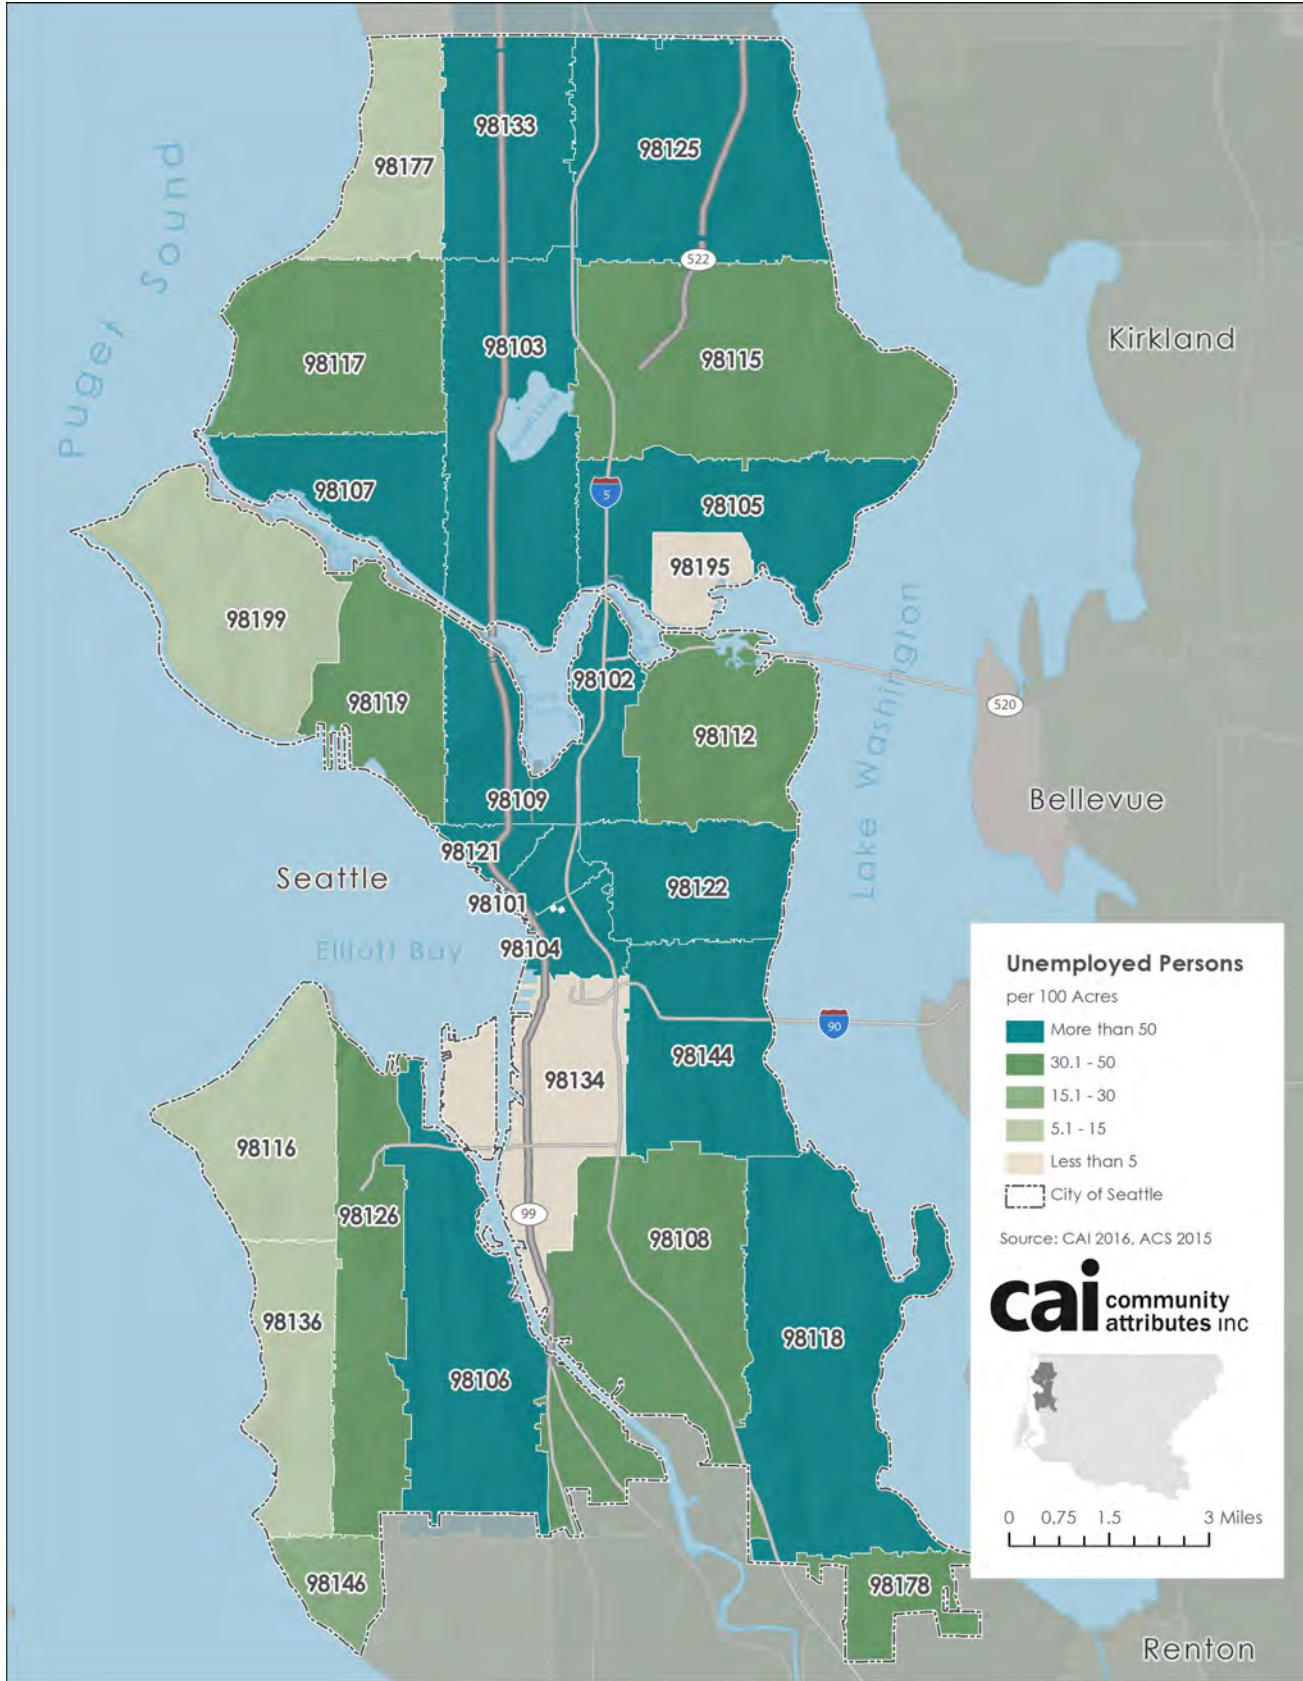 98133
98125
98177
Puget Sound
522
Kirkland
98103
98115
98117
98107
5
98105
98195
98199
98102
98119
98112
520
Lake Washington
Bellevue
98109
98121
Seattle
98122
98101
98104
Elliott Bay
90
98144
98134
98116
98126
99
98108
98136
98118
98106
98146
98178
Renton
Unemployed Persons
per 100 Acres
More than 50
30.1 - 50
15.1 - 30
5.1 - 15
Less than 5
City of Seattle
Source: CAI 2016, ACS 2015
cai community
attributes INC
0 0.75 1.5 3 Miles